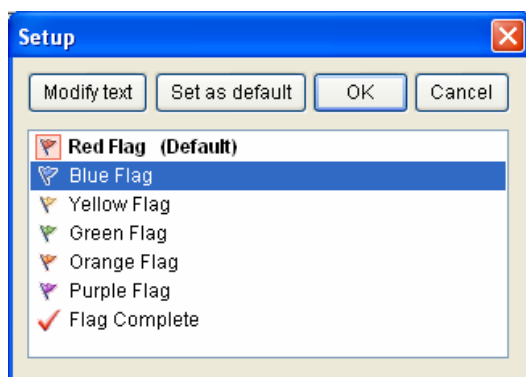 Setup
Modify text Set as default OK Cancel
Red Flag (Default)
Blue Flag
Yellow Flag
Green Flag
Orange Flag
Purple Flag
Flag Complete